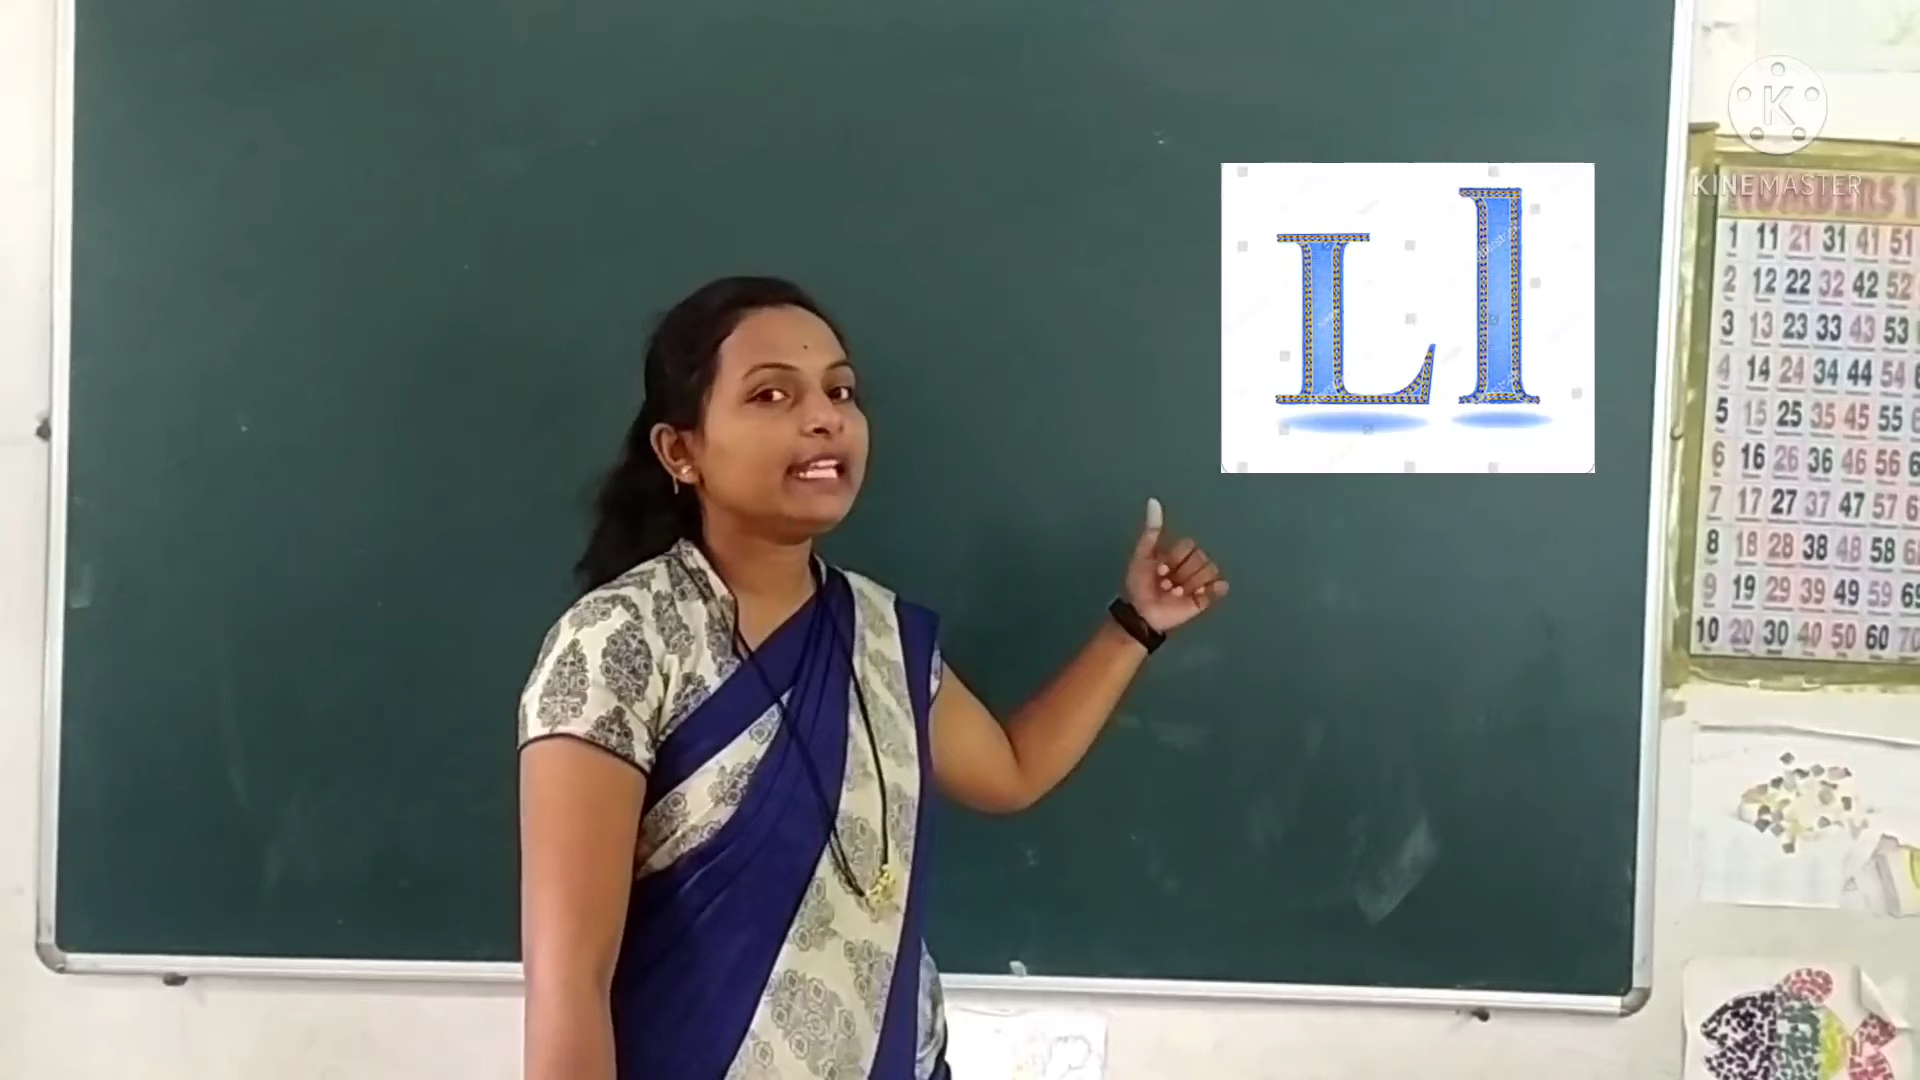 Ll
K
KINEMASTER
NUMBERS 1
1 11 21 31 41 51
2 12 22 32 42 52
3 13 23 33 43 53
4 14 24 34 44 54
5 15 25 35 45 55
6 16 26 36 46 56
7 17 27 37 47 57
8 18 28 38 48 58
9 19 29 39 49 59
10 20 30 40 50 60